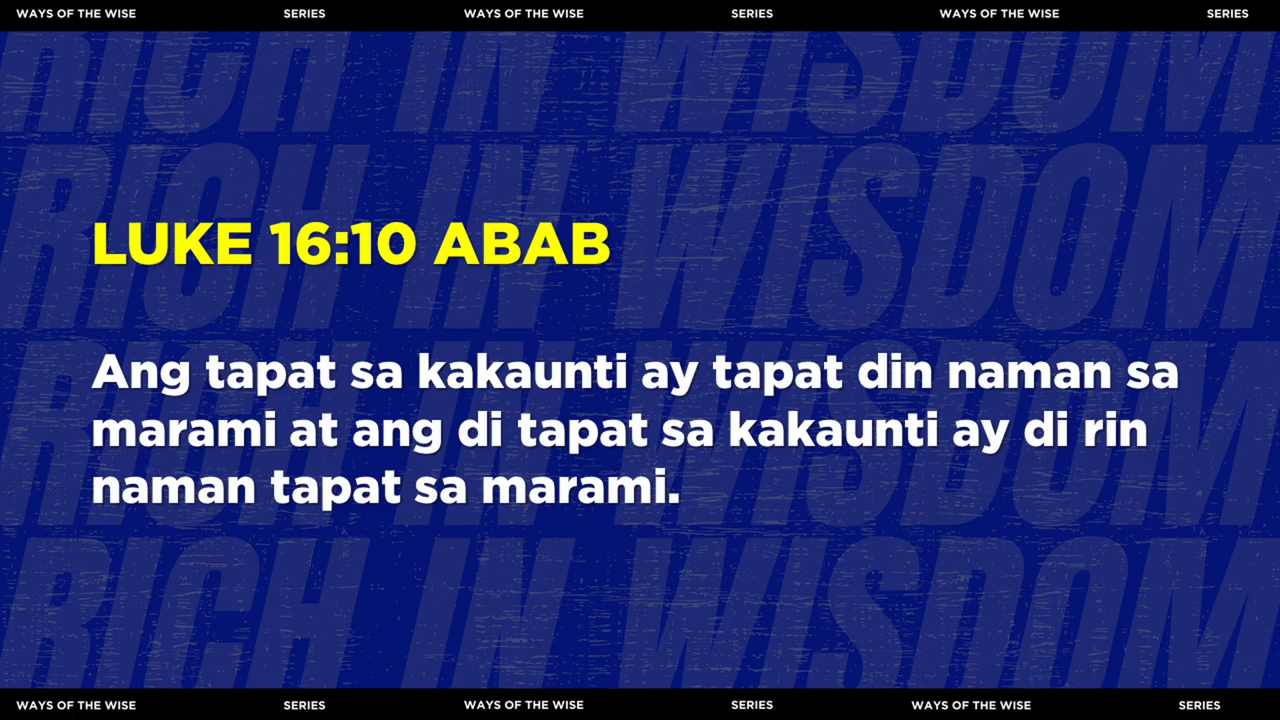 WAYS OF THE WISE SERIES WAYS OF THE WISE SERIES WAYS OF THE WISE SERIES
RICH IN WISDOM
RICH IN WISDOM
LUKE 16:10 ABAB
RICH IN WISDOM
Ang tapat sa kakaunti ay tapat din naman sa
marami at ang di tapat sa kakaunti ay di rin
naman tapat sa marami.
RICH IN WISDOM
WAYS OF THE WISE SERIES WAYS OF THE WISE SERIES WAYS OF THE WISE SERIES